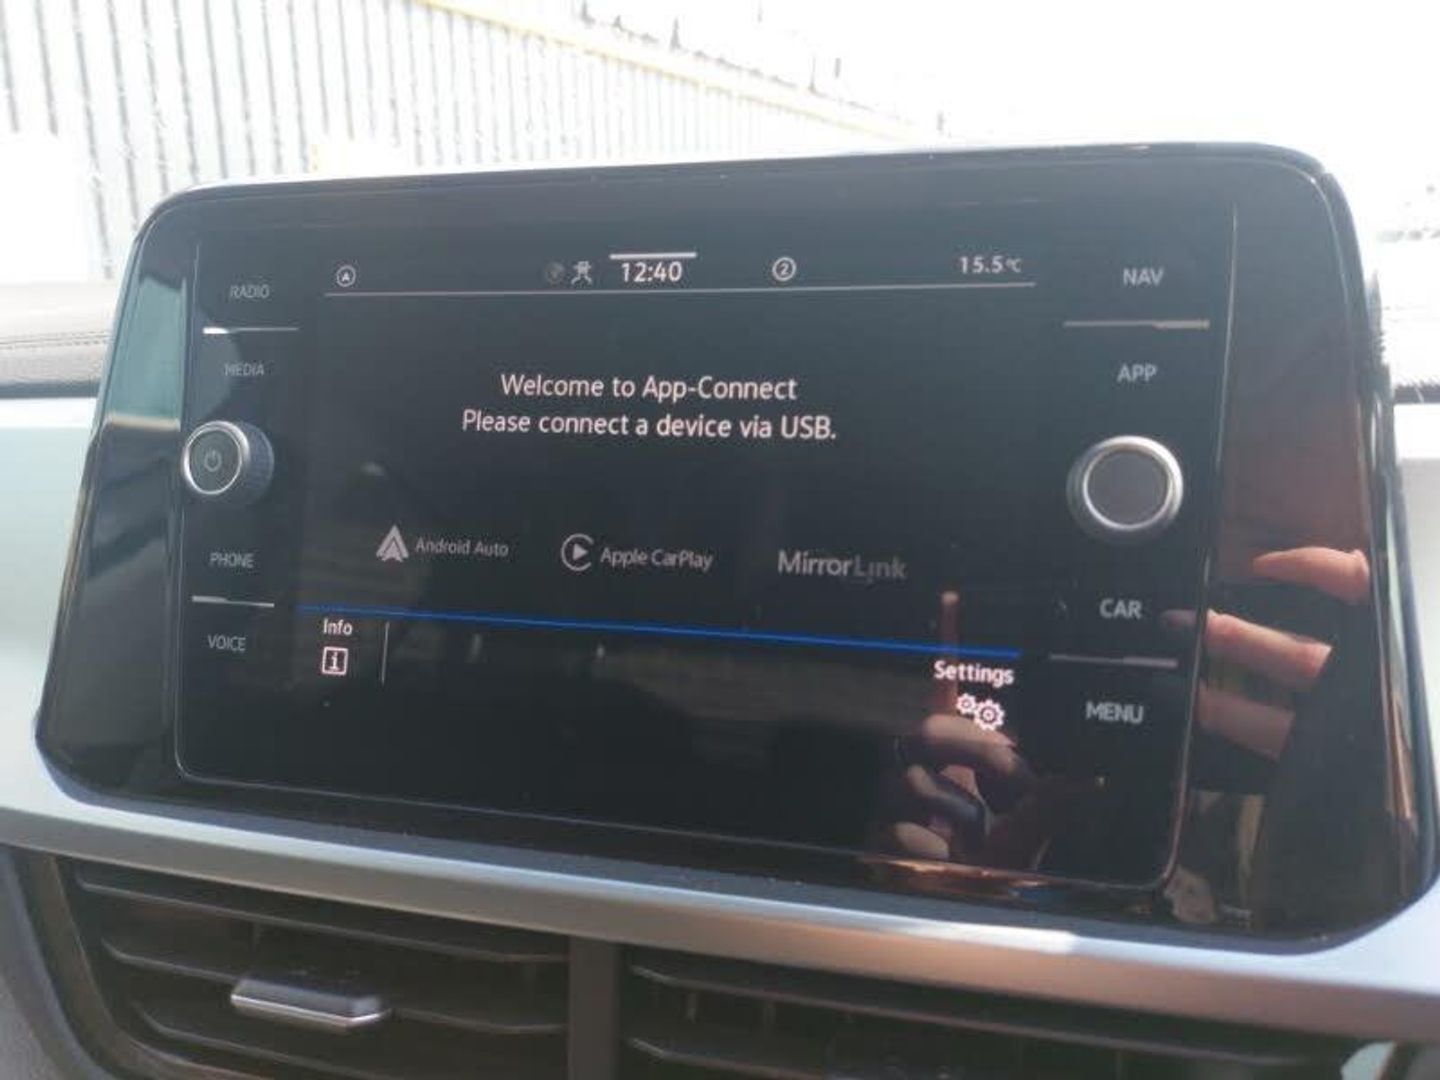 RADIO
MEDIA
PHONE
VOICE
A
12:40
2
15.5°C
Welcome to App-Connect
Please connect a device via USB.
Android Auto
Apple CarPlay
MirrorLink
Info
i
Settings
NAV
APP
CAR
MENU